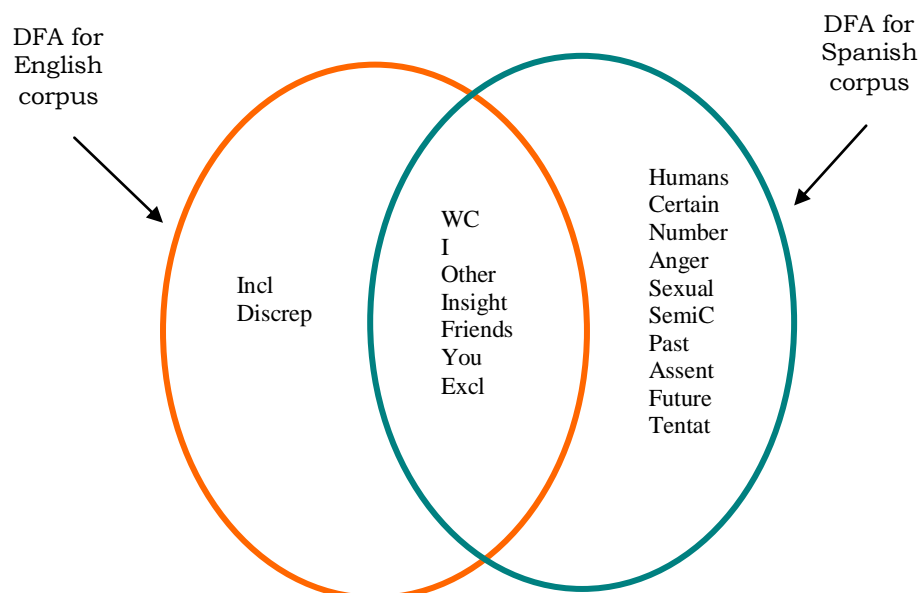 DFA for
English
corpus
DFA for
Spanish
corpus
Incl
Discrep
WC
I
Other
Insight
Friends
You
Excl
Humans
Certain
Number
Anger
Sexual
SemiC
Past
Assent
Future
Tentat